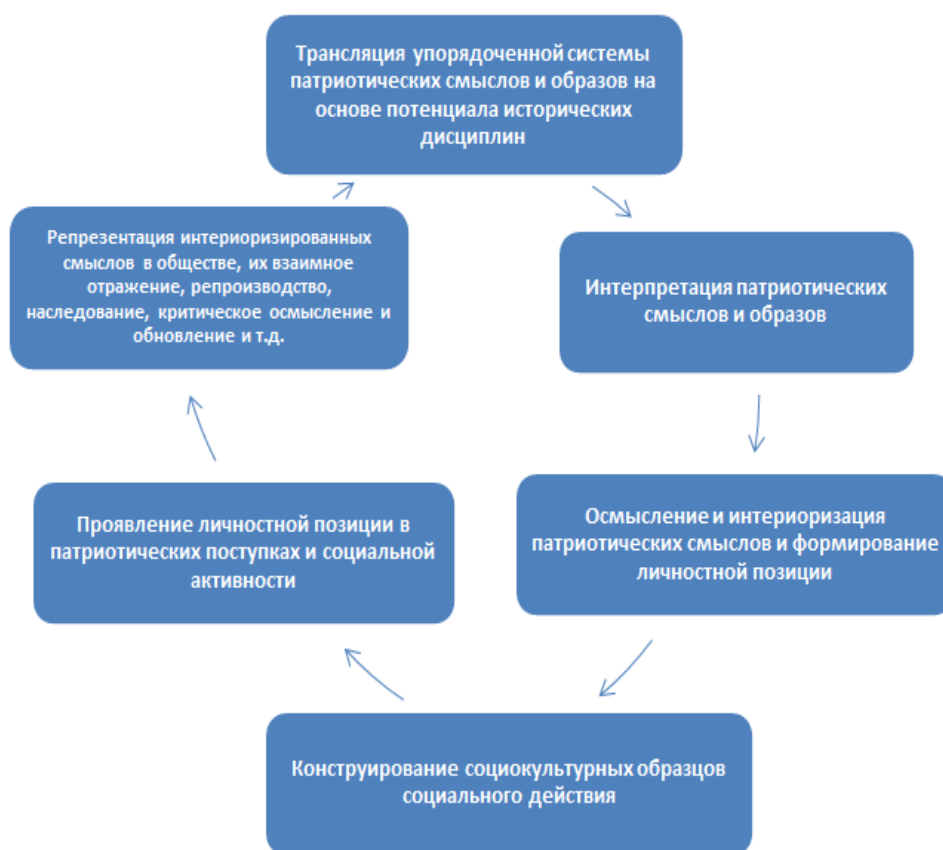 Трансляция упорядоченной системы
патриотических смыслов и образов на
основе потенциала исторических
дисциплин
Интерпретация патриотических
смыслов и образов
Осмысление и интериоризация
патриотических смыслов и формирование
личностной позиции
Конструирование социокультурных образцов
социального действия
Проявление личностной позиции в
патриотических поступках и социальной
активности
Репрезентация интериоризированных
смыслов в обществе, их взаимное
отражение, репроизводство,
наследование, критическое осмысление и
обновление и т.д.